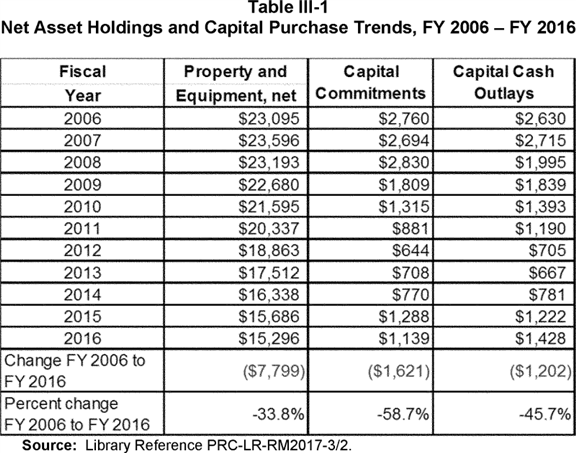 Table III-1
Net Asset Holdings and Capital Purchase Trends, FY 2006 – FY 2016
Fiscal Year Property and Equipment, net Capital Commitments Capital Cash Outlays
2006 $23,095 $2,760 $2,630
2007 $23,596 $2,694 $2,715
2008 $23,193 $2,830 $1,995
2009 $22,680 $1,809 $1,839
2010 $21,595 $1,315 $1,393
2011 $20,337 $881 $1,190
2012 $18,863 $644 $705
2013 $17,512 $708 $667
2014 $16,338 $770 $781
2015 $15,686 $1,288 $1,222
2016 $15,296 $1,139 $1,428
Change FY 2006 to FY 2016 ($7,799) ($1,621) ($1,202)
Percent change FY 2006 to FY 2016 -33.8% -58.7% -45.7%
Source: Library Reference PRC-LR-RM2017-3/2.